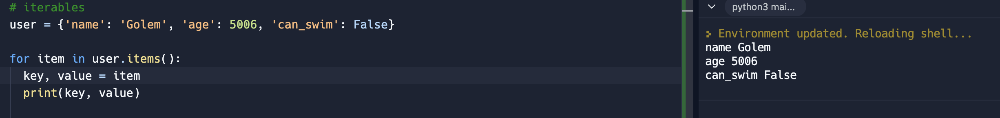 # iterables
user = {'name': 'Golem', 'age': 5006, 'can_swim': False}
for item in user.items():
key, value = item
print(key, value)
python3 mai...
Environment updated. Reloading shell...
name Golem
age 5006
can_swim False